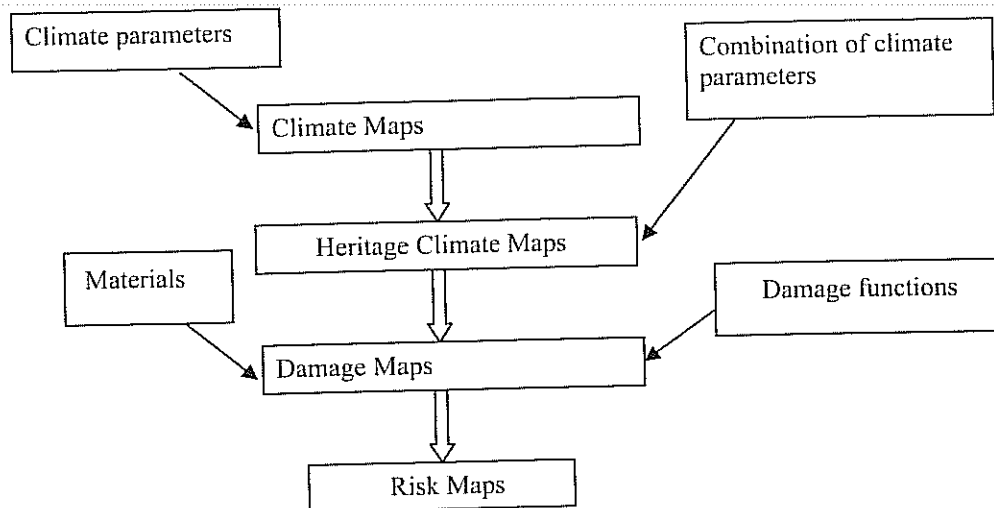 Climate parameters
Combination of climate
parameters
Climate Maps
Heritage Climate Maps
Materials
Damage functions
Damage Maps
Risk Maps